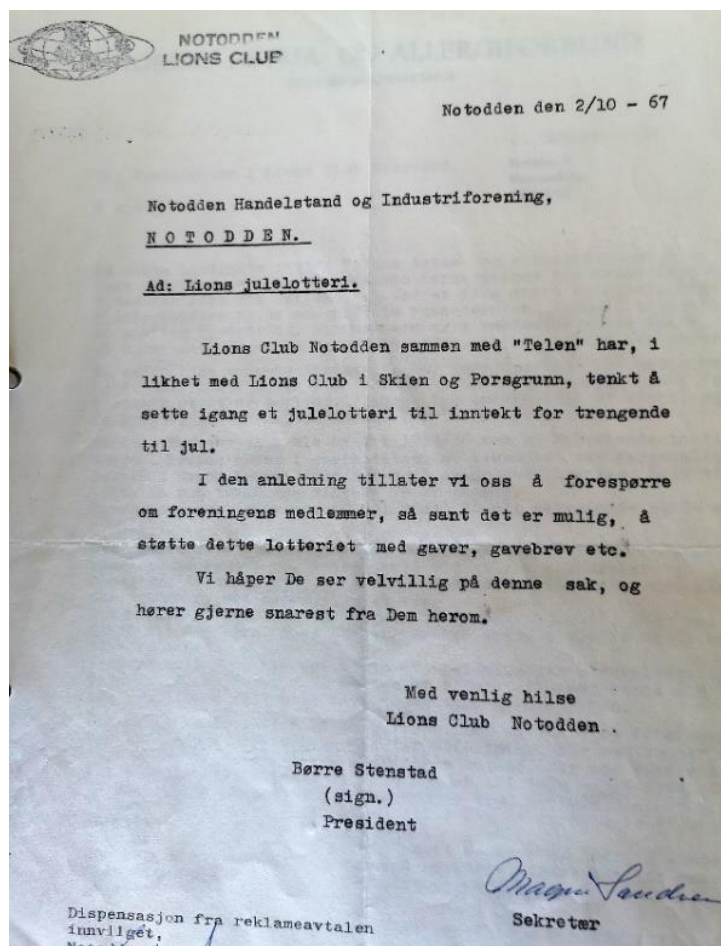 NOTODDEN
LIONS CLUB
Notodden den 2/10 - 67
Notodden Handelstand og Industriforening,
NOTODDEN.
Ad: Lions julelotteri.
Lions Club Notodden sammen med "Telen" har, i
likhet med Lions Club i Skien og Porsgrunn, tenkt å
sette igang et julelotteri til inntekt for trengende
til jul.
I den anledning tillater vi oss å forespørre
om foreningens medlemmer, så sant det er mulig, å
støtte dette lotteriet med gaver, gavebrev etc.
Vi håper De ser velvillig på denne sak, og
hører gjerne snarest fra Dem herom.
Med venlig hilse
Lions Club Notodden.
Børre Stenstad
(sign.)
President
Sekretær
Dispensasjon fra reklameavtalen
innvilget,